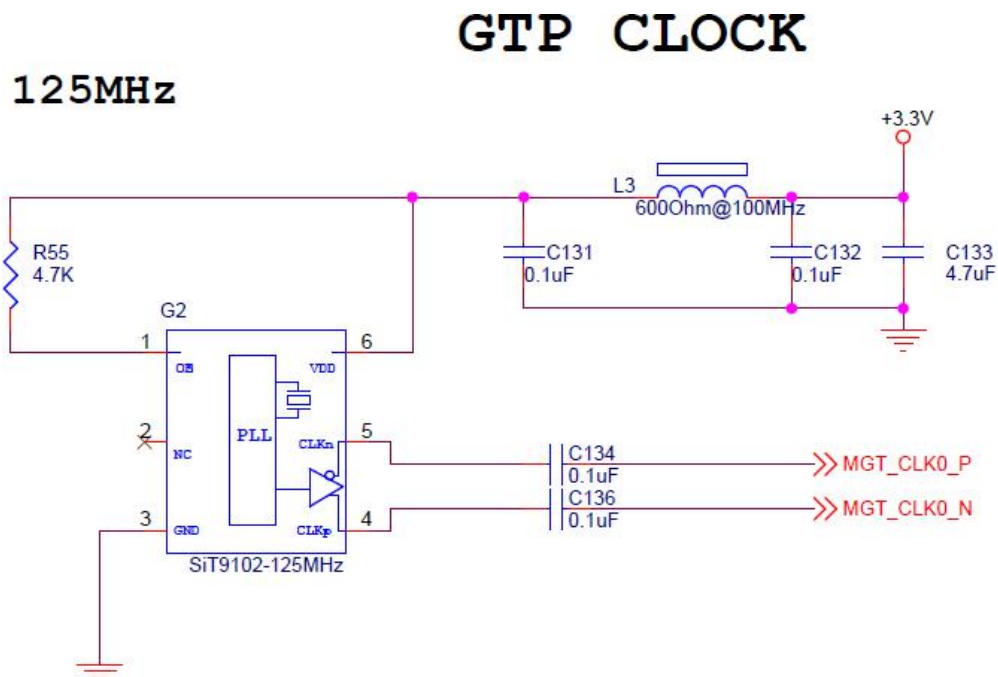 GTP CLOCK
125MHz
+3.3V
L3
600Ohm@100MHz
R55
4.7K
C131
0.1uF
C132
0.1uF
C133
4.7uF
G2
1
6
OE
VDD
PLL
2
5
NC
CLKn
C134
0.1uF
MGT_CLK0_P
C136
0.1uF
MGT_CLK0_N
3
4
GND
CLKp
SiT9102-125MHz